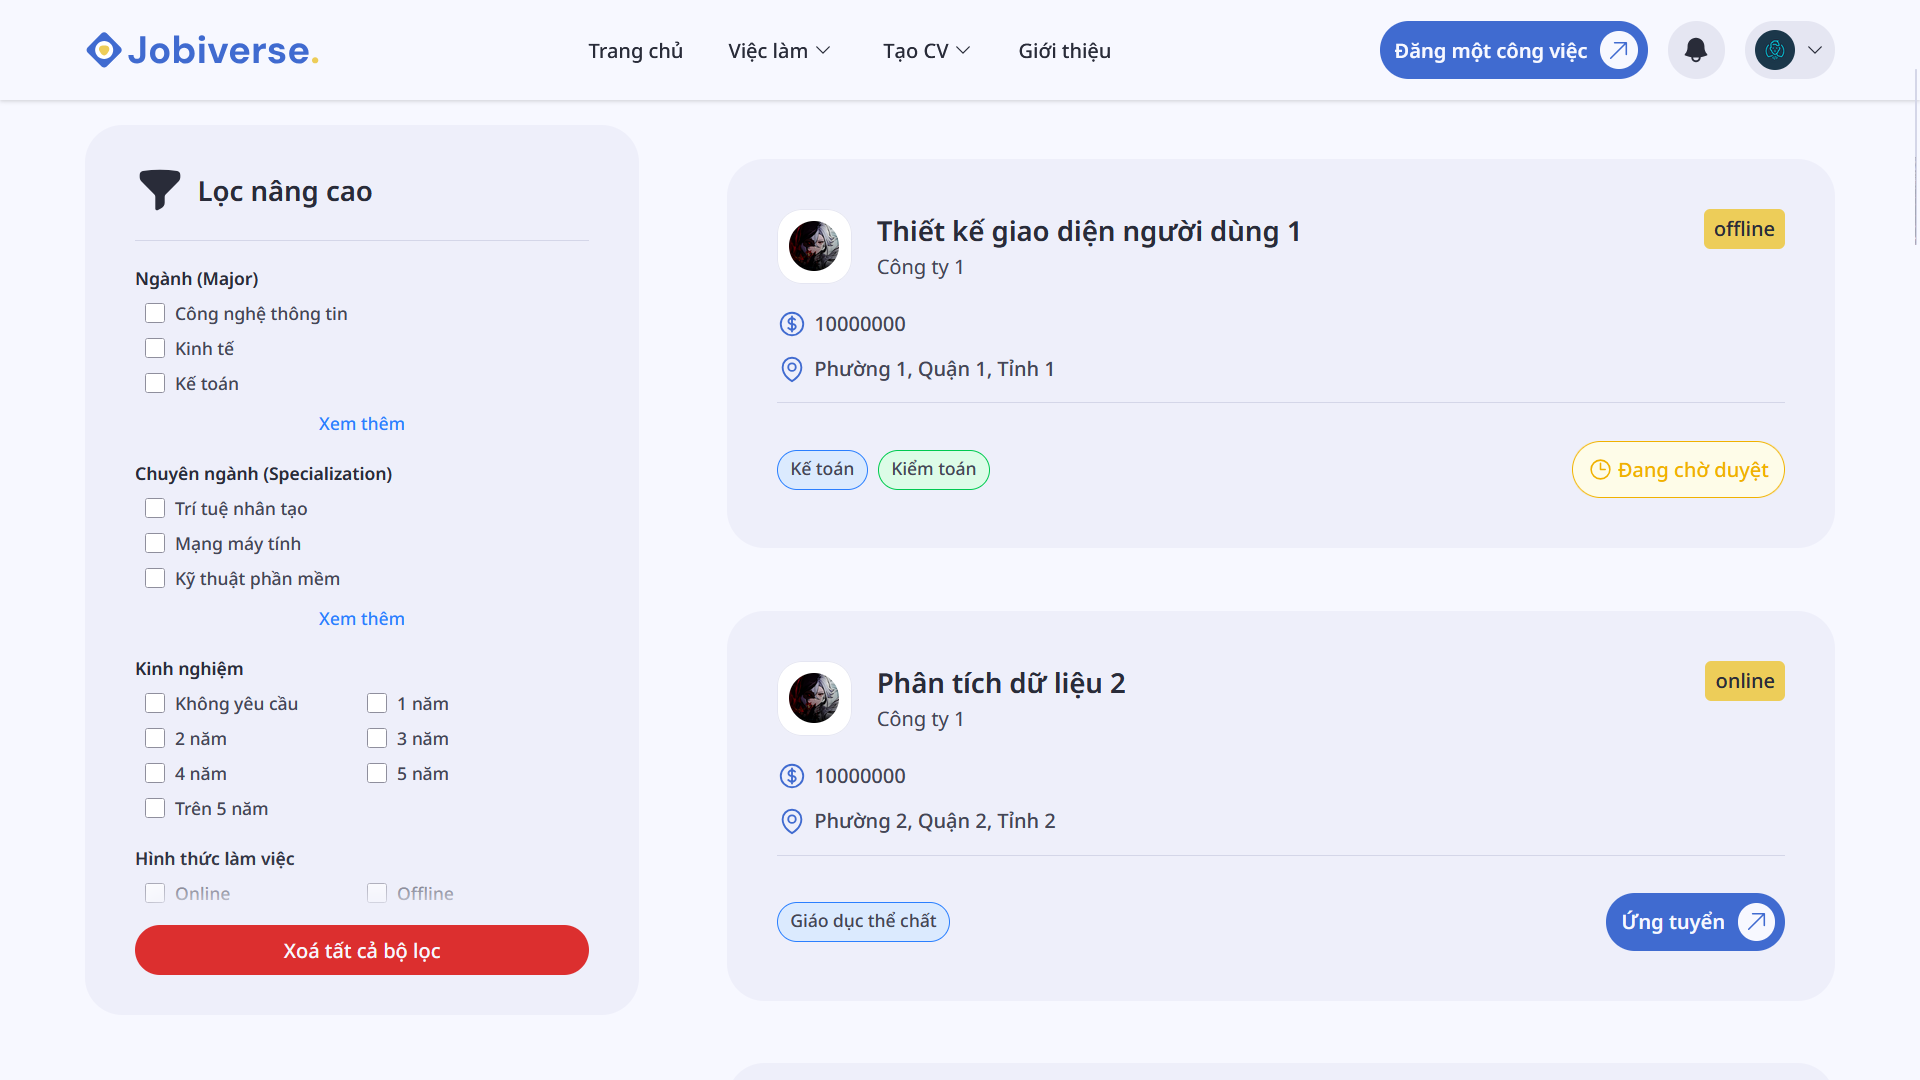 Jobiverse.
Trang chủ
Việc làm
Tạo CV
Giới thiệu
Đăng một công việc
Lọc nâng cao
Ngành (Major)
Công nghệ thông tin
Kinh tế
Kế toán
Xem thêm
Chuyên ngành (Specialization)
Trí tuệ nhân tạo
Mạng máy tính
Kỹ thuật phần mềm
Xem thêm
Kinh nghiệm
Không yêu cầu
1 năm
2 năm
3 năm
4 năm
5 năm
Trên 5 năm
Hình thức làm việc
Online
Offline
Xoá tất cả bộ lọc
Thiết kế giao diện người dùng 1
offline
Công ty 1
10000000
Phường 1, Quận 1, Tỉnh 1
Kế toán
Kiểm toán
Đang chờ duyệt
Phân tích dữ liệu 2
online
Công ty 1
10000000
Phường 2, Quận 2, Tỉnh 2
Giáo dục thể chất
Ứng tuyển